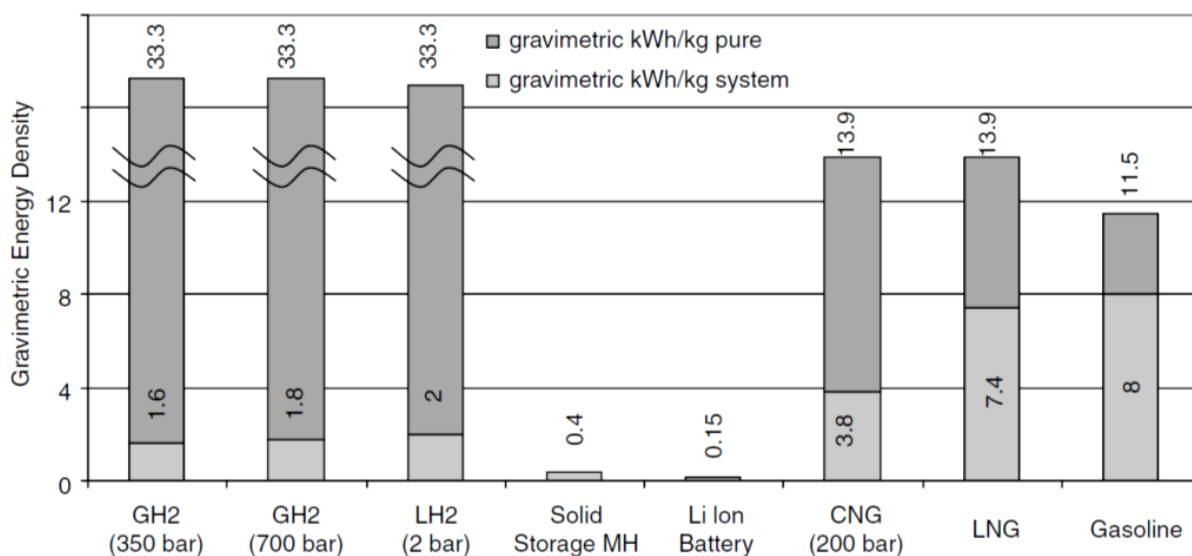 33.3
33.3
33.3
gravimetric kWh/kg pure
gravimetric kWh/kg system
13.9
13.9
11.5
Gravimetric Energy Density
12
8
4
0
1.6
1.8
2
0.4
0.15
3.8
7.4
8
GH2
(350 bar)
GH2
(700 bar)
LH2
(2 bar)
Solid
Storage MH
Li Ion
Battery
CNG
(200 bar)
LNG
Gasoline